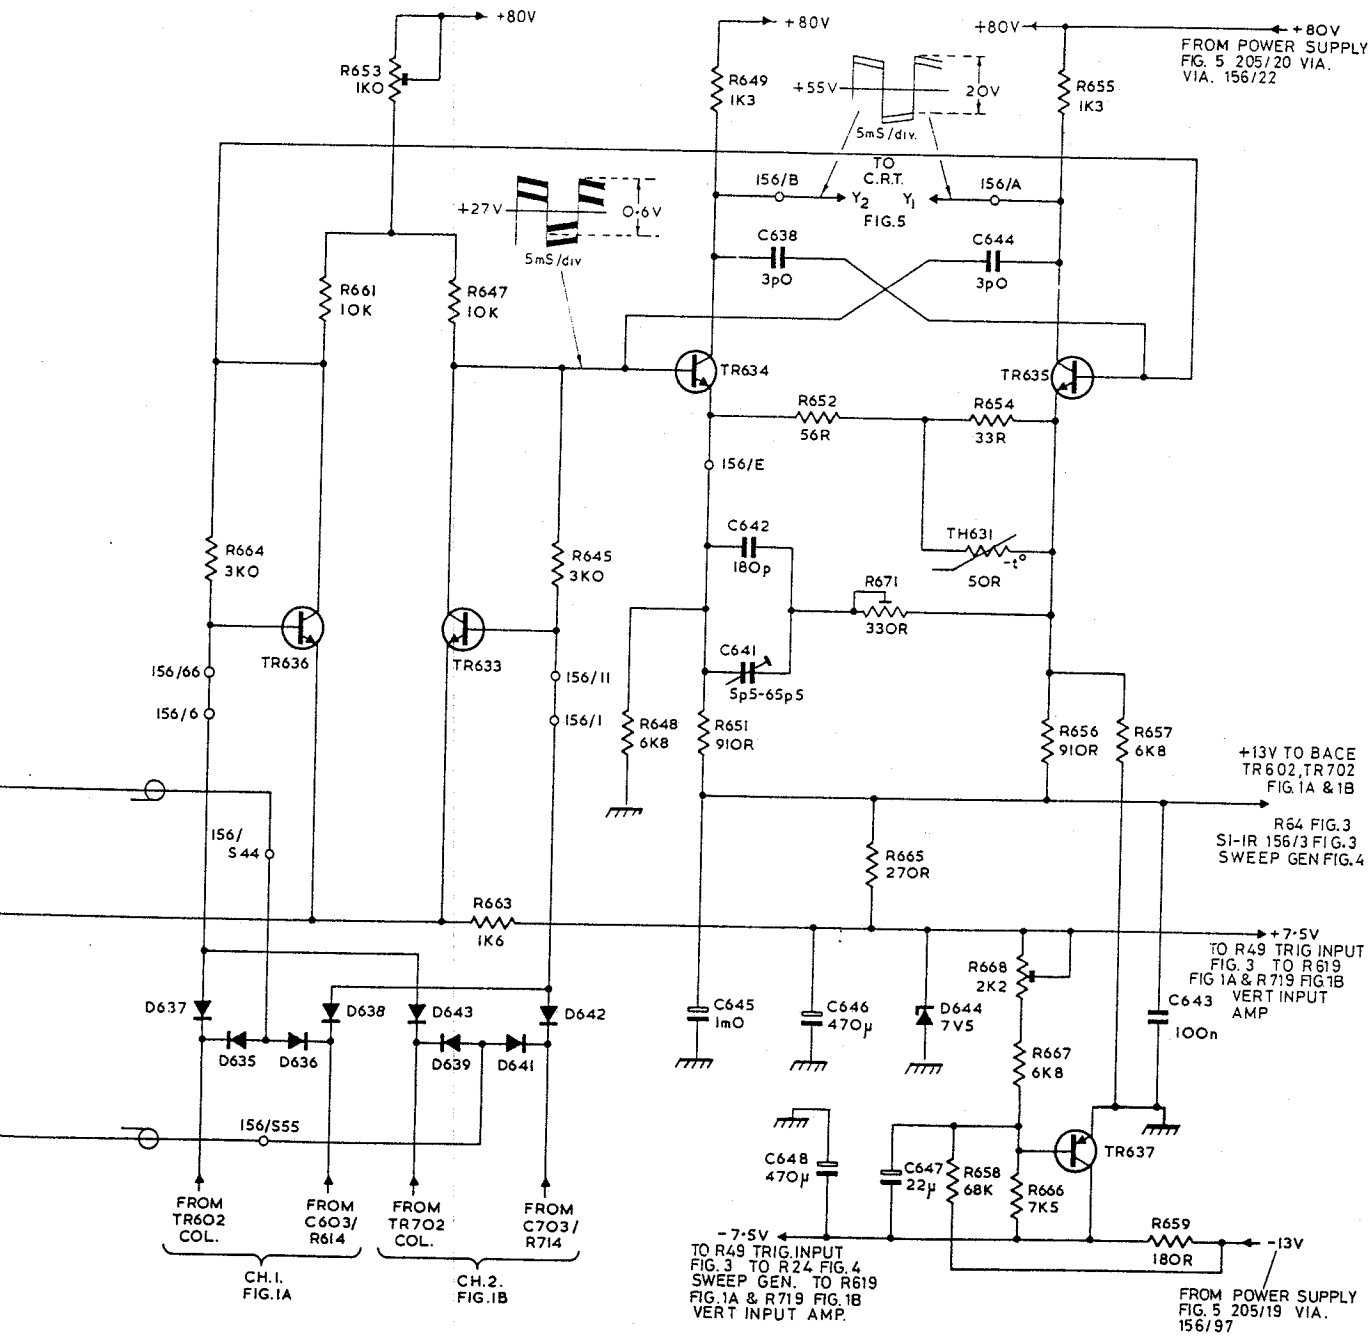 +80V
+80V
+80V
+80V
FROM POWER SUPPLY
FIG. 5 205/20 VIA.
VIA. 156/22
R653
1K0
R649
1K3
+55V
20V
5mS/div.
R655
1K3
TO
C.R.T.
156/B
Y2
Y1
156/A
FIG.5
+27V
0·6V
5mS/div
C638
3p0
C644
3p0
R661
10K
R647
10K
TR634
TR635
R652
56R
R654
33R
156/E
C642
180p
TH631
-t°
50R
R664
3K0
R645
3K0
R671
330R
TR636
TR633
C641
5p5-65p5
156/66
156/6
156/11
156/1
R648
6K8
R651
910R
R656
910R
R657
6K8
+13V TO BACE
TR602,TR702
FIG.1A & 1B
R64 FIG.3
S1-IR 156/3 FIG.3
SWEEP GEN FIG.4
156/
S44
R665
270R
R663
1K6
+7·5V
TO R49 TRIG INPUT
FIG. 3 TO R619
FIG 1A & R719 FIG.1B
VERT INPUT
AMP
R668
2K2
D637
D638
D643
D642
C645
1m0
C646
470µ
D644
7V5
C643
100n
D635
D636
D639
D641
R667
6K8
156/S55
C648
470µ
C647
22µ
R658
68K
R666
7K5
TR637
FROM
TR602
COL.
FROM
C603/
R614
FROM
TR702
COL.
FROM
C703/
R714
CH.1.
FIG.1A
CH.2.
FIG.1B
-7·5V
TO R49 TRIG.INPUT
FIG. 3 TO R24 FIG. 4
SWEEP GEN. TO R619
FIG.1A & R719 FIG.1B
VERT INPUT AMP.
R659
180R
-13V
FROM POWER SUPPLY
FIG. 5 205/19 VIA.
156/97